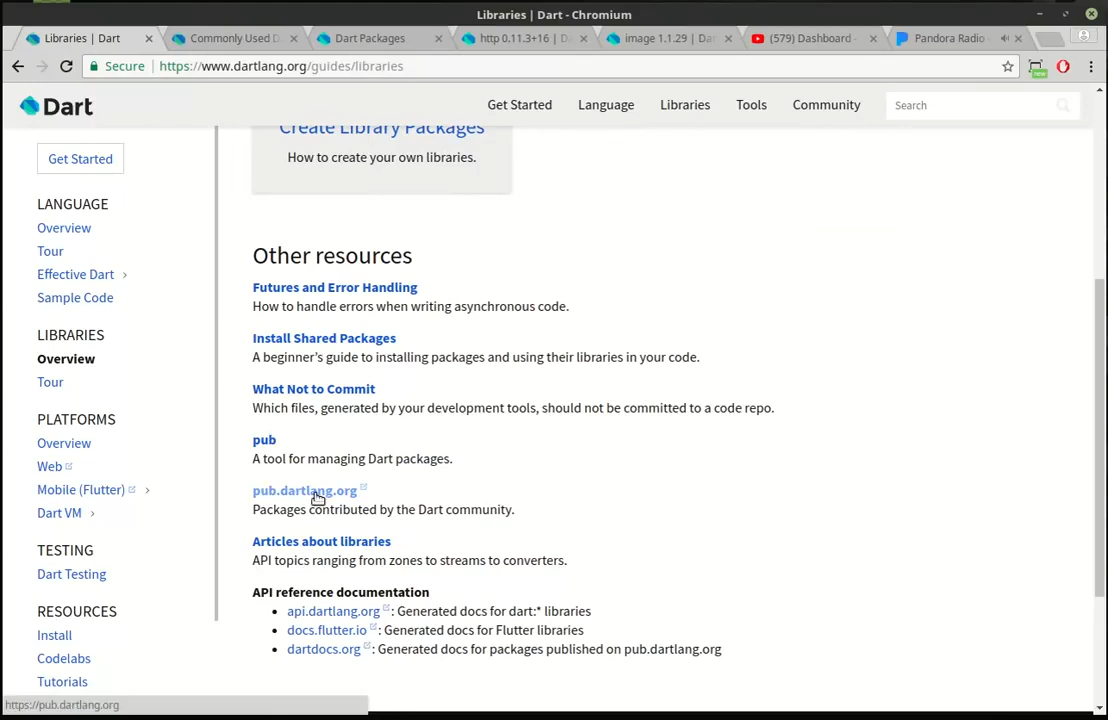 Libraries | Dart - Chromium
Libraries | Dart
Commonly Used D
Dart Packages
http 0.11.3+16 | D
image 1.1.29 | Da
(579) Dashboard -
Pandora Radio
Secure https://www.dartlang.org/guides/libraries
new
Dart
Get Started
Language
Libraries
Tools
Community
Search
Create Library Packages
How to create your own libraries.
Get Started
LANGUAGE
Overview
Tour
Effective Dart
Sample Code
LIBRARIES
Overview
Tour
PLATFORMS
Overview
Web
Mobile (Flutter)
Dart VM
TESTING
Dart Testing
RESOURCES
Install
Codelabs
Tutorials
Other resources
Futures and Error Handling
How to handle errors when writing asynchronous code.
Install Shared Packages
A beginner's guide to installing packages and using their libraries in your code.
What Not to Commit
Which files, generated by your development tools, should not be committed to a code repo.
pub
A tool for managing Dart packages.
pub.dartlang.org
Packages contributed by the Dart community.
Articles about libraries
API topics ranging from zones to streams to converters.
API reference documentation
• api.dartlang.org : Generated docs for dart:* libraries
• docs.flutter.io : Generated docs for Flutter libraries
• dartdocs.org : Generated docs for packages published on pub.dartlang.org
https://pub.dartlang.org